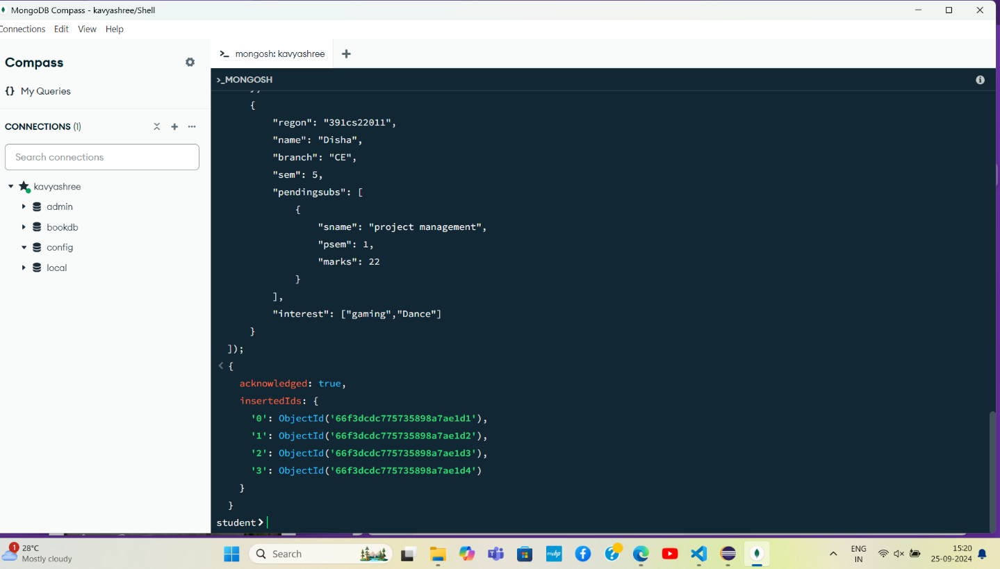 MongoDB Compass - kavyashree/Shell
Connections Edit View Help
Compass
{} My Queries
CONNECTIONS (1)
Search connections
kavyashree
admin
bookdb
config
local
>_ mongosh: kavyashree +
>_MONGOSH
{
"regon": "391cs22011",
"name": "Disha",
"branch": "CE",
"sem": 5,
"pendingsubs": [
{
"sname": "project management",
"psem": 1,
"marks": 22
}
],
"interest": ["gaming","Dance"]
}
]);
< {
acknowledged: true,
insertedIds: {
'0': ObjectId('66f3dcdc775735898a7ae1d1'),
'1': ObjectId('66f3dcdc775735898a7ae1d2'),
'2': ObjectId('66f3dcdc775735898a7ae1d3'),
'3': ObjectId('66f3dcdc775735898a7ae1d4')
}
}
student>
1
28°C
Mostly cloudy
Search
myhp
ENG
IN
15:20
25-09-2024